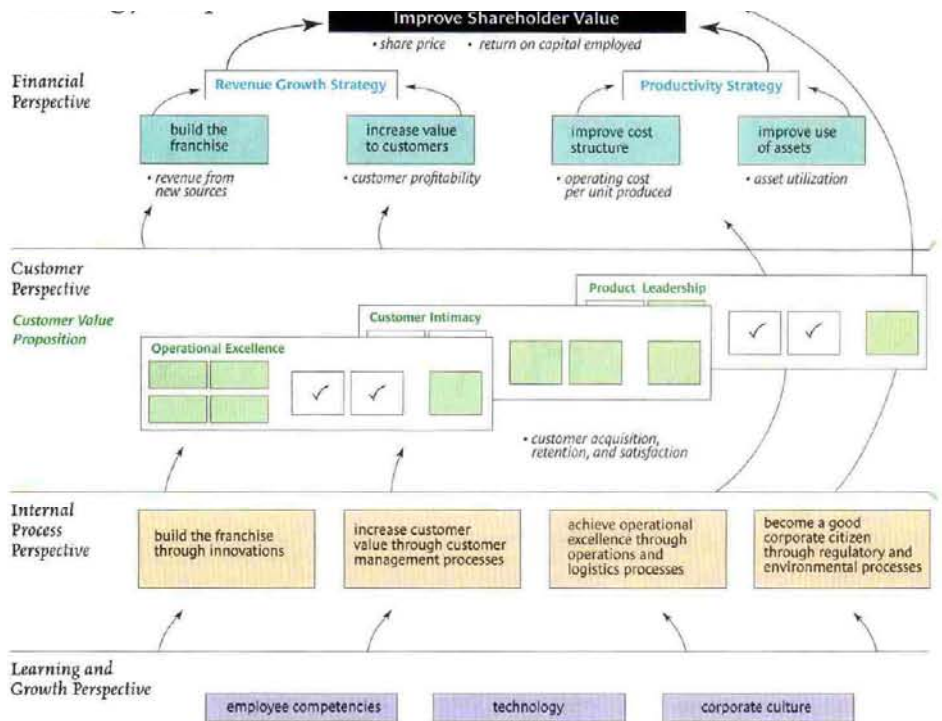 Improve Shareholder Value
• share price • return on capital employed
Financial
Perspective
Revenue Growth Strategy
Productivity Strategy
build the
franchise
increase value
to customers
improve cost
structure
improve use
of assets
• revenue from
new sources
• customer profitability
• operating cost
per unit produced
• asset utilization
Customer
Perspective
Customer Value
Proposition
Product Leadership
Customer Intimacy
Operational Excellence
• customer acquisition,
retention, and satisfaction
Internal
Process
Perspective
build the franchise
through innovations
increase customer
value through customer
management processes
achieve operational
excellence through
operations and
logistics processes
become a good
corporate citizen
through regulatory and
environmental processes
Learning and
Growth Perspective
employee competencies
technology
corporate culture